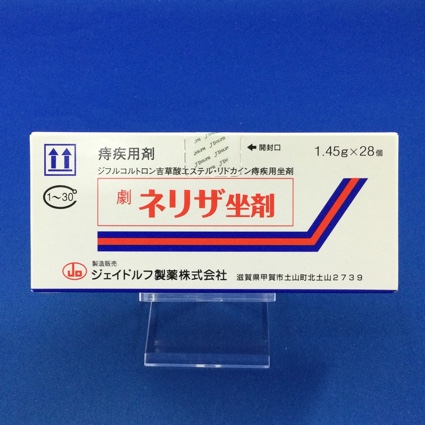 痔疾用剤
開封口
1.45g×28個
ジフルコルトロン吉草酸エステル・リドカイン痔疾用坐剤
1~30°
劇 ネリザ坐剤
JD
製造販売
ジェイドルフ製薬株式会社
滋賀県甲賀市土山町北土山2739